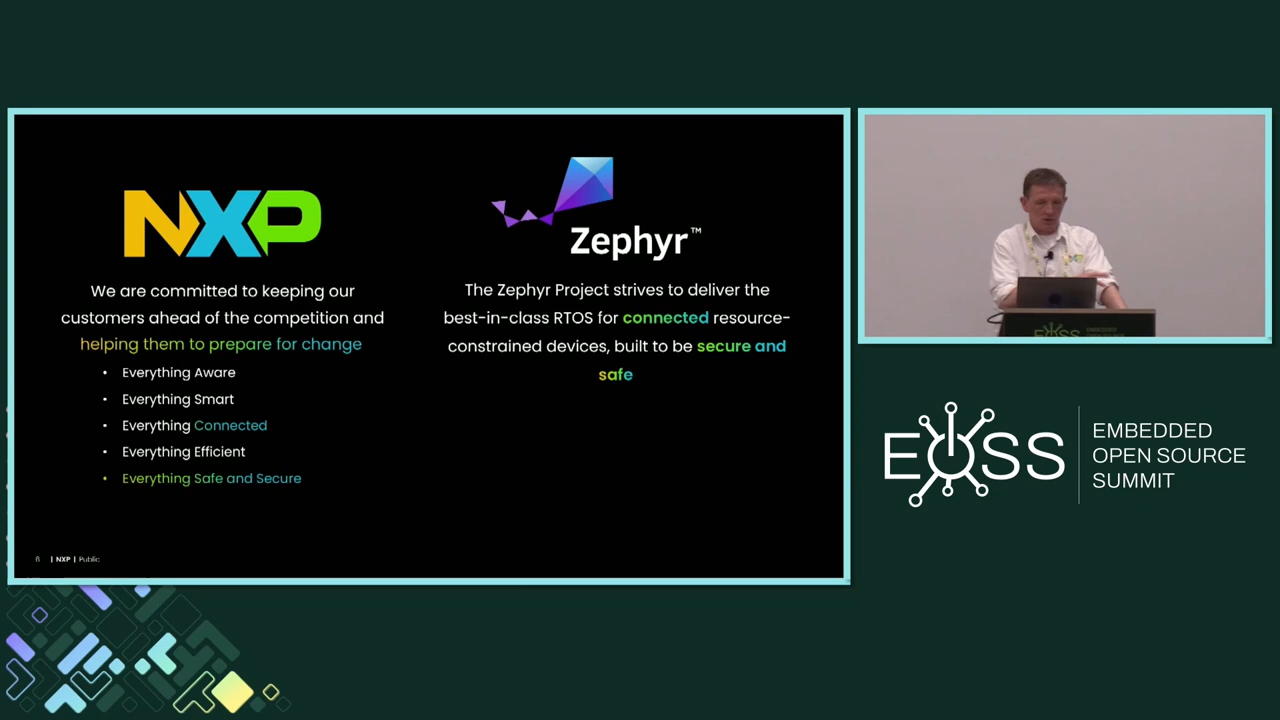 NXP
We are committed to keeping our
customers ahead of the competition and
helping them to prepare for change
• Everything Aware
• Everything Smart
• Everything Connected
• Everything Efficient
• Everything Safe and Secure
6 | NXP | Public
Zephyr™
The Zephyr Project strives to deliver the
best-in-class RTOS for connected resource-
constrained devices, built to be secure and
safe
EOSS
EMBEDDED
OPEN SOURCE
SUMMIT